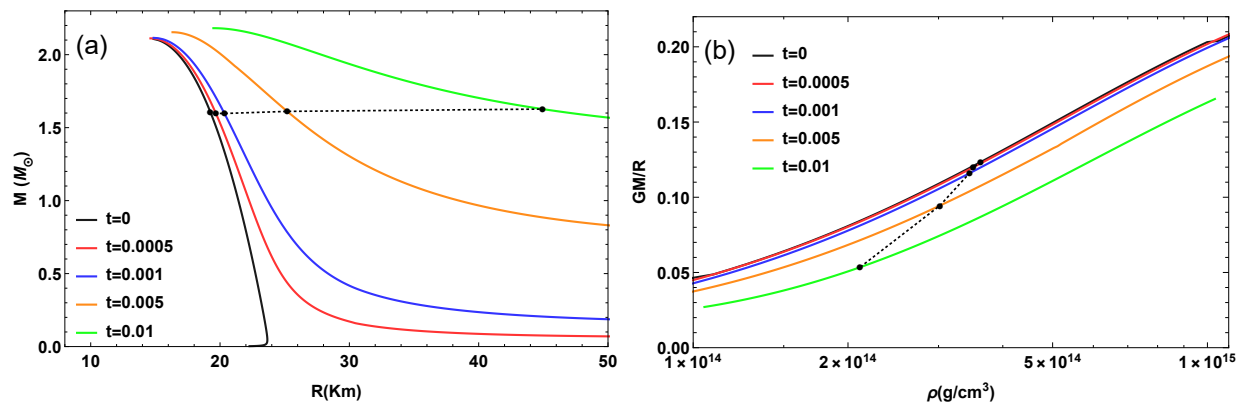 (a)
M (M⊙)
2.0
1.5
1.0
0.5
0.0
t=0
t=0.0005
t=0.001
t=0.005
t=0.01
10 20 30 40 50
R(Km)
(b)
GM/R
0.20
0.15
0.10
0.05
0.00
t=0
t=0.0005
t=0.001
t=0.005
t=0.01
1×10¹⁴ 2×10¹⁴ 5×10¹⁴ 1×10¹⁵
ρ(g/cm³)